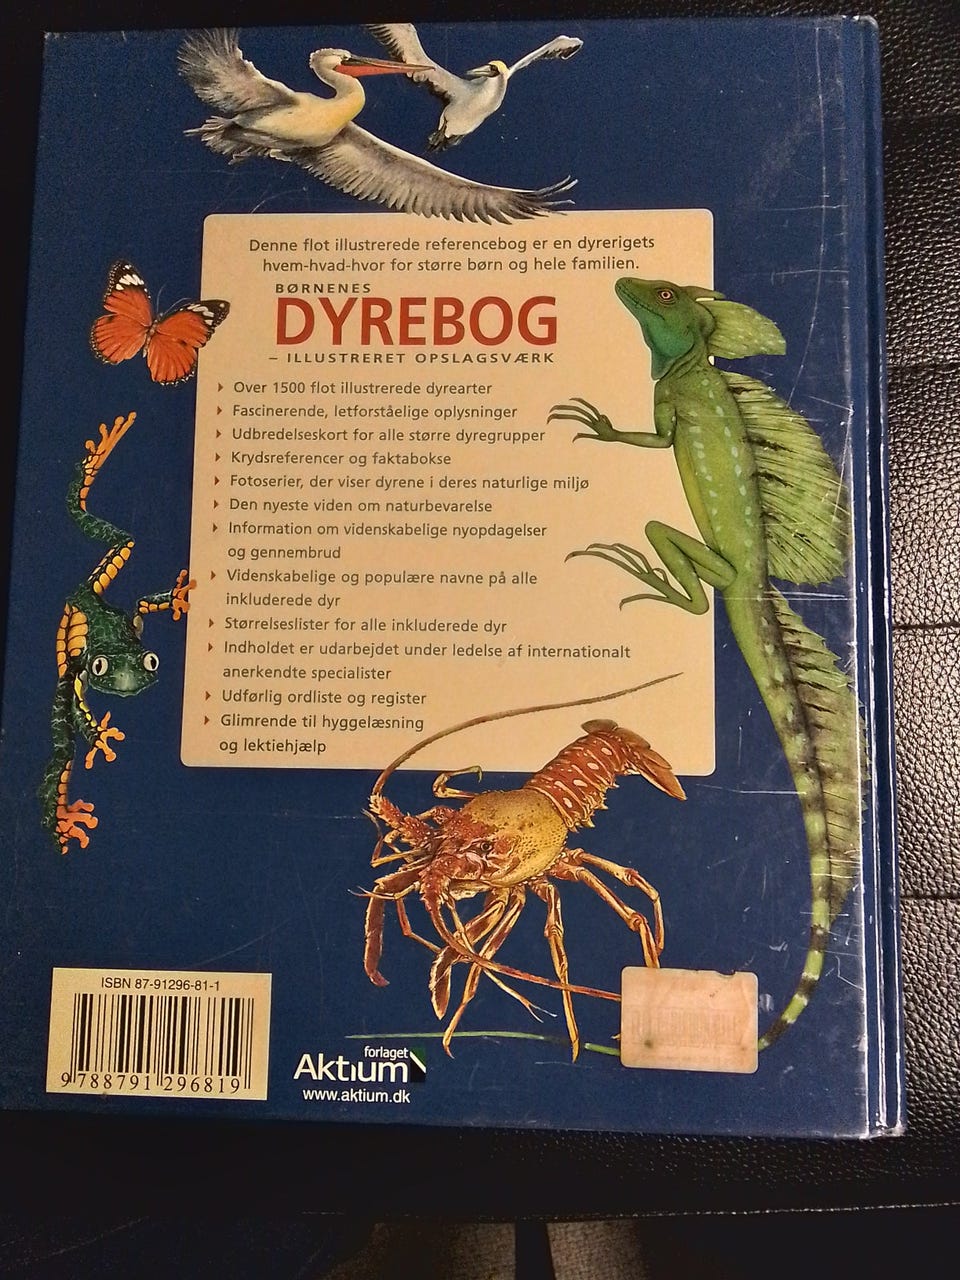 Denne flot illustrerede referencebog er en dyrerigets
hvem-hvad-hvor for større børn og hele familien.
BØRNENES
DYREBOG
– ILLUSTRERET OPSLAGSVÆRK
Over 1500 flot illustrerede dyrearter
Fascinerende, letforståelige oplysninger
Udbredelseskort for alle større dyregrupper
Krydsreferencer og faktabokse
Fotoserier, der viser dyrene i deres naturlige miljø
Den nyeste viden om naturbevarelse
Information om videnskabelige nyopdagelser
og gennembrud
Videnskabelige og populære navne på alle
inkluderede dyr
Størrelseslister for alle inkluderede dyr
Indholdet er udarbejdet under ledelse af internationalt
anerkendte specialister
Udførlig ordliste og register
Glimrende til hyggelæsning
og lektiehjælp
ISBN 87-91296-81-1
9 788791 296819
forlaget
Aktium
www.aktium.dk